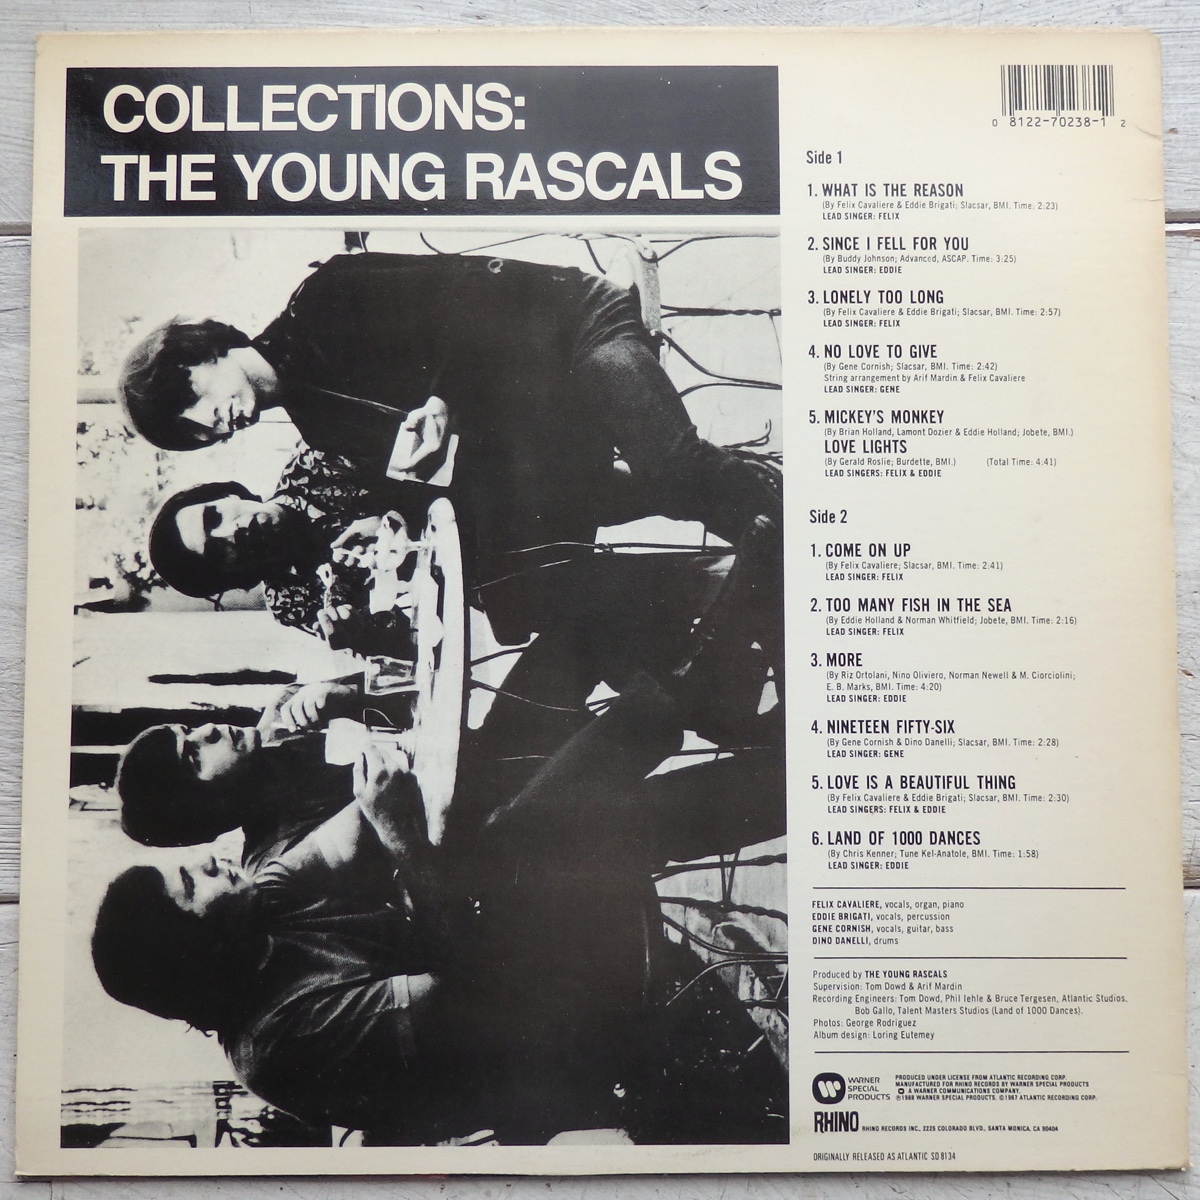 COLLECTIONS:
THE YOUNG RASCALS
0 8122-70238-1 2
Side 1
1. WHAT IS THE REASON
(By Felix Cavaliere & Eddie Brigati; Slacsar, BMI. Time: 2:23)
LEAD SINGER: FELIX
2. SINCE I FELL FOR YOU
(By Buddy Johnson; Advanced, ASCAP. Time: 3:25)
LEAD SINGER: EDDIE
3. LONELY TOO LONG
(By Felix Cavaliere & Eddie Brigati; Slacsar, BMI. Time: 2:57)
LEAD SINGER: FELIX
4. NO LOVE TO GIVE
(By Gene Cornish; Slacsar, BMI. Time: 2:42)
String arrangement by Arif Mardin & Felix Cavaliere
LEAD SINGER: GENE
5. MICKEY'S MONKEY
(By Brian Holland, Lamont Dozier & Eddie Holland; Jobete, BMI.)
LOVE LIGHTS
(By Gerald Roslie; Burdette, BMI.) (Total Time: 4:41)
LEAD SINGERS: FELIX & EDDIE
Side 2
1. COME ON UP
(By Felix Cavaliere; Slacsar, BMI. Time: 2:41)
LEAD SINGER: FELIX
2. TOO MANY FISH IN THE SEA
(By Eddie Holland & Norman Whitfield; Jobete, BMI. Time: 2:16)
LEAD SINGER: FELIX
3. MORE
(By Riz Ortolani, Nino Oliviero, Norman Newell & M. Ciorciolini;
E. B. Marks, BMI. Time: 4:20)
LEAD SINGER: EDDIE
4. NINETEEN FIFTY-SIX
(By Gene Cornish & Dino Danelli; Slacsar, BMI. Time: 2:28)
LEAD SINGER: GENE
5. LOVE IS A BEAUTIFUL THING
(By Felix Cavaliere & Eddie Brigati; Slacsar, BMI. Time: 2:30)
LEAD SINGERS: FELIX & EDDIE
6. LAND OF 1000 DANCES
(By Chris Kenner; Tune Kel-Anatole, BMI. Time: 1:58)
LEAD SINGER: EDDIE
FELIX CAVALIERE, vocals, organ, piano
EDDIE BRIGATI, vocals, percussion
GENE CORNISH, vocals, guitar, bass
DINO DANELLI, drums
Produced by THE YOUNG RASCALS
Supervision: Tom Dowd & Arif Mardin
Recording Engineers: Tom Dowd, Phil Iehle & Bruce Tergesen, Atlantic Studios.
Bob Gallo, Talent Masters Studios (Land of 1000 Dances).
Photos: George Rodriguez
Album design: Loring Eutemey
WARNER
SPECIAL
PRODUCTS
PRODUCED UNDER LICENSE FROM ATLANTIC RECORDING CORP.
MANUFACTURED FOR RHINO RECORDS BY WARNER SPECIAL PRODUCTS
A WARNER COMMUNICATIONS COMPANY.
℗1988 WARNER SPECIAL PRODUCTS. ©1967 ATLANTIC RECORDING CORP.
RHINO RHINO RECORDS INC., 2225 COLORADO BLVD., SANTA MONICA, CA 90404
ORIGINALLY RELEASED AS ATLANTIC SD 8134